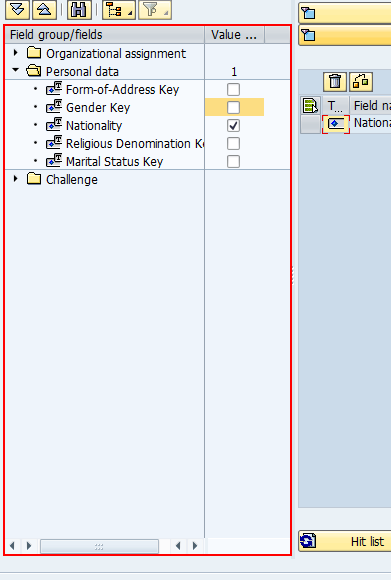 Field group/fields Value ...
Organizational assignment
Personal data 1
Form-of-Address Key
Gender Key
Nationality
Religious Denomination Ke
Marital Status Key
Challenge
T... Field na
Nationa
Hit list